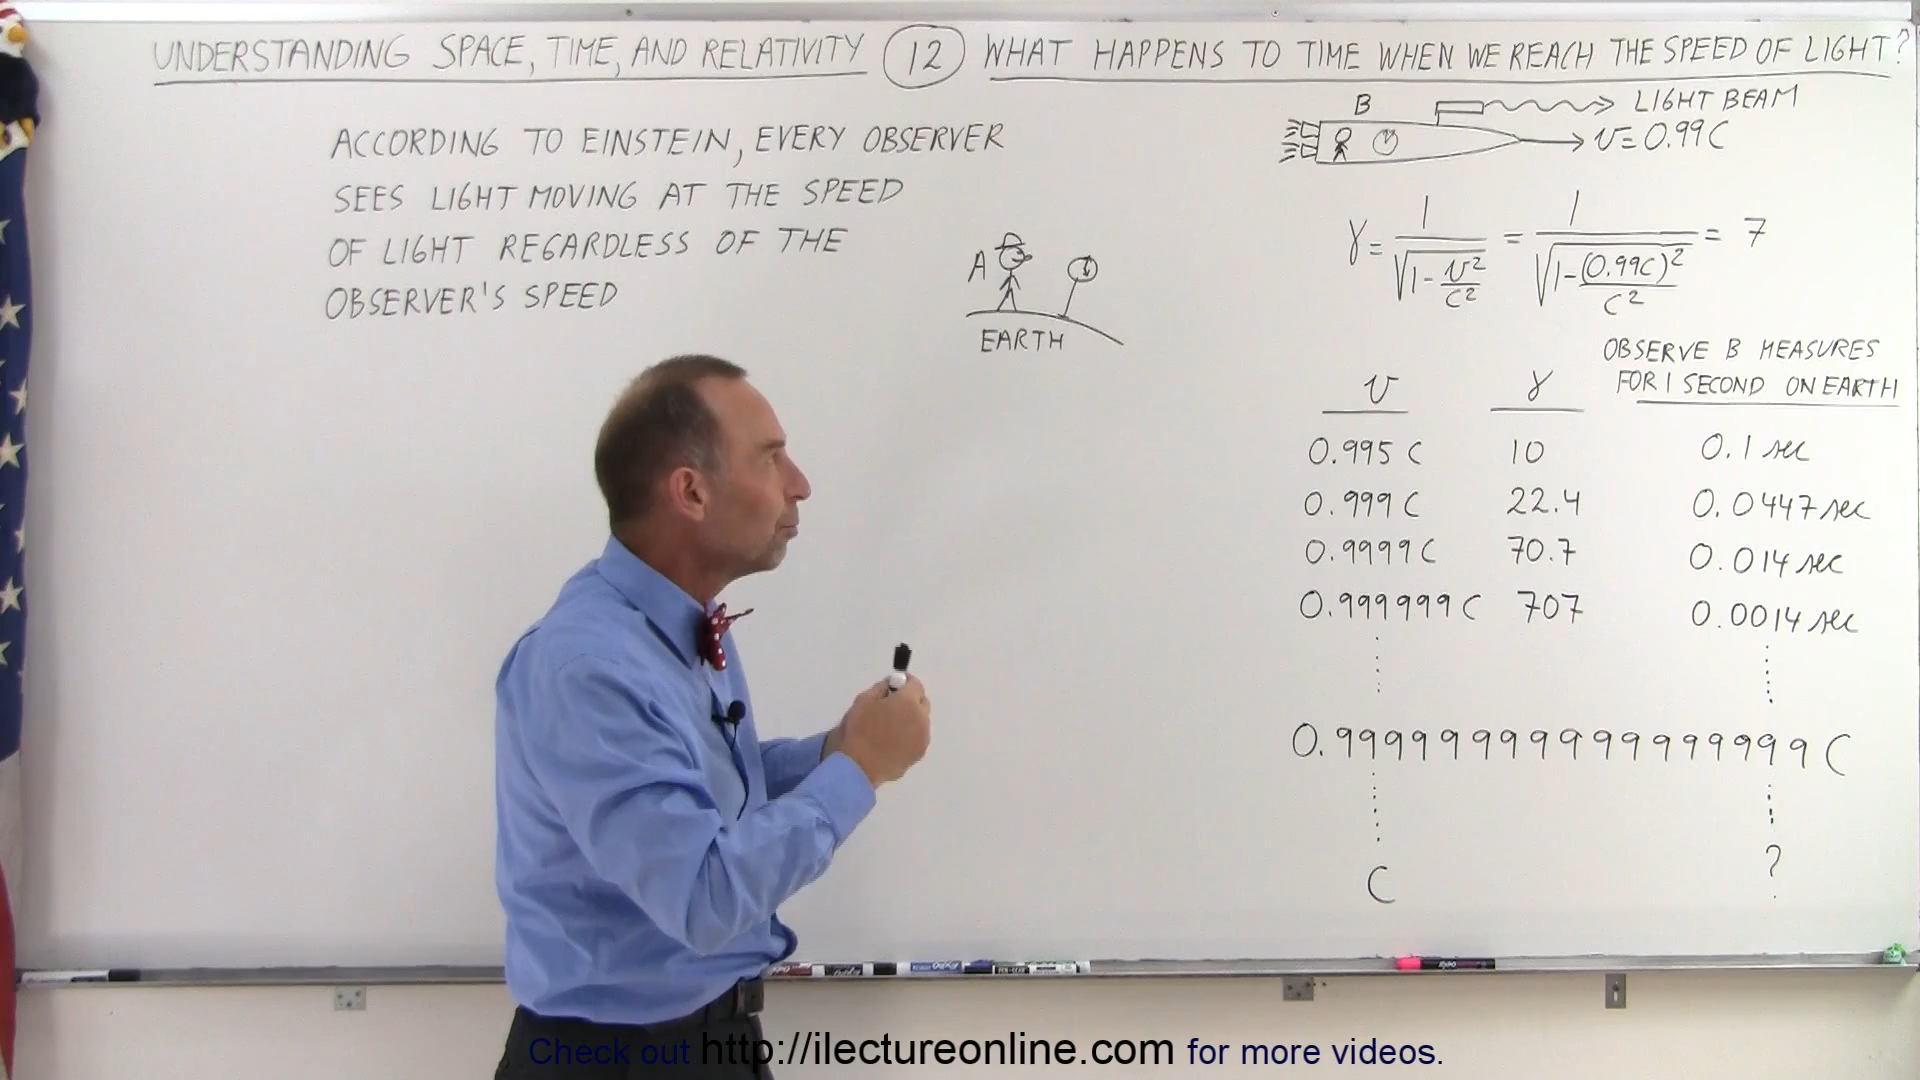 UNDERSTANDING SPACE, TIME, AND RELATIVITY 12 WHAT HAPPENS TO TIME WHEN WE REACH THE SPEED OF LIGHT?
ACCORDING TO EINSTEIN, EVERY OBSERVER
SEES LIGHT MOVING AT THE SPEED
OF LIGHT REGARDLESS OF THE
OBSERVER'S SPEED
A
EARTH
B
LIGHT BEAM
v = 0.99C
γ = 1/√(1 - v²/c²) = 1/√(1-(0.99C)²/c²) = 7
OBSERVE B MEASURES
v γ FOR 1 SECOND ON EARTH
0.995 C 10 0.1 sec
0.999 C 22.4 0.0447 sec
0.9999 C 70.7 0.014 sec
0.999999 C 707 0.0014 sec
0.99999999999999999 C
C ?
Check out http://ilectureonline.com for more videos.